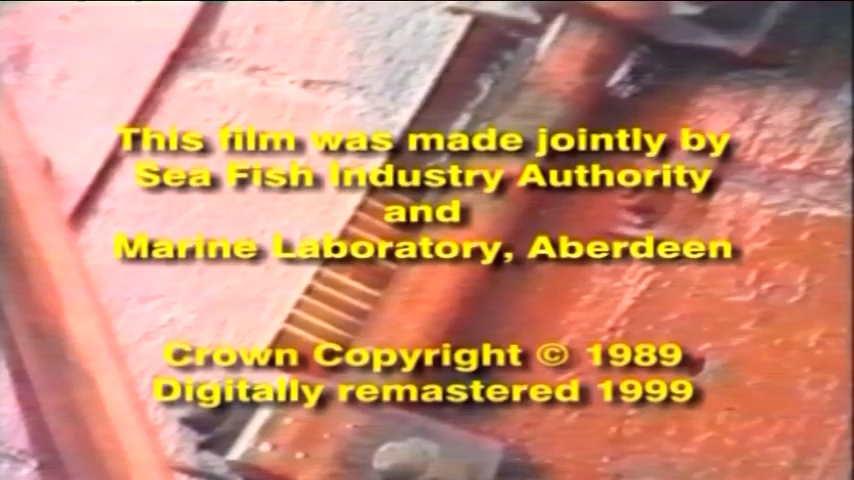 This film was made jointly by
Sea Fish Industry Authority
and
Marine Laboratory, Aberdeen
Crown Copyright © 1989
Digitally remastered 1999